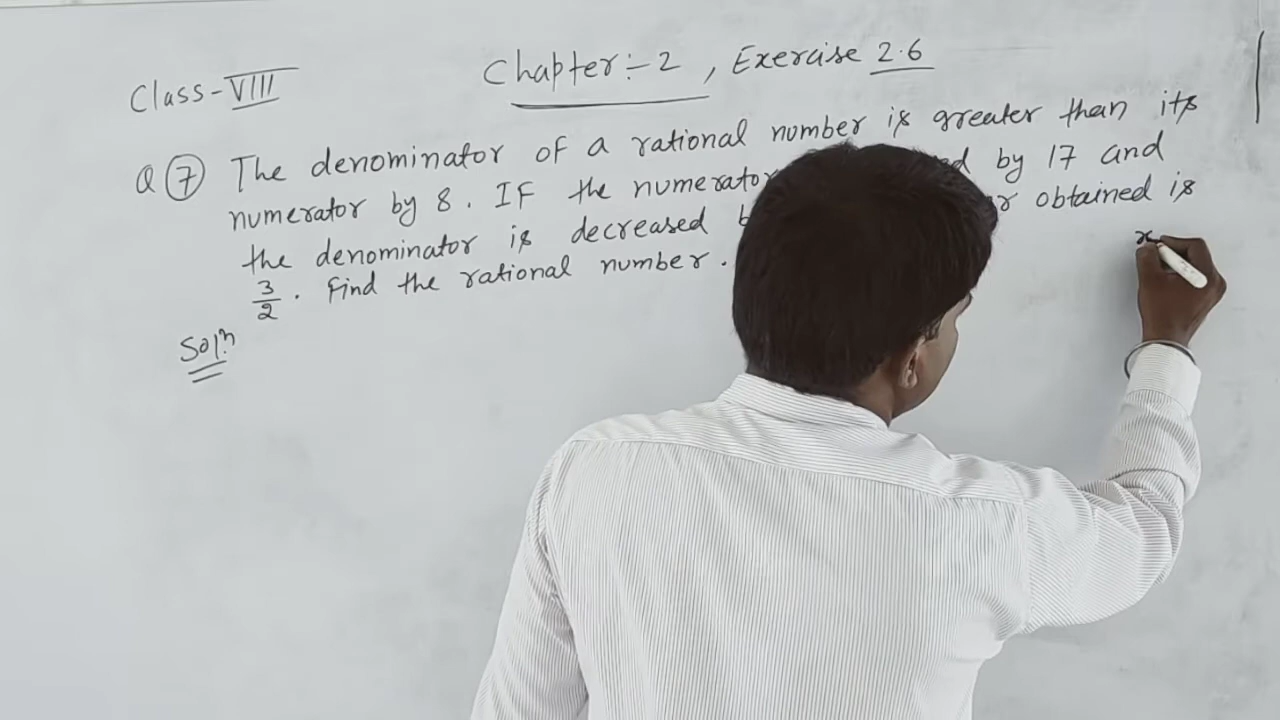 Class-VIII
Chapter:-2, Exercise 2.6
Q 7 The denominator of a rational number is greater than its
numerator by 8. IF the numerator by 17 and
the denominator is decreased obtained is
3/2. Find the rational number.
Soln:
x